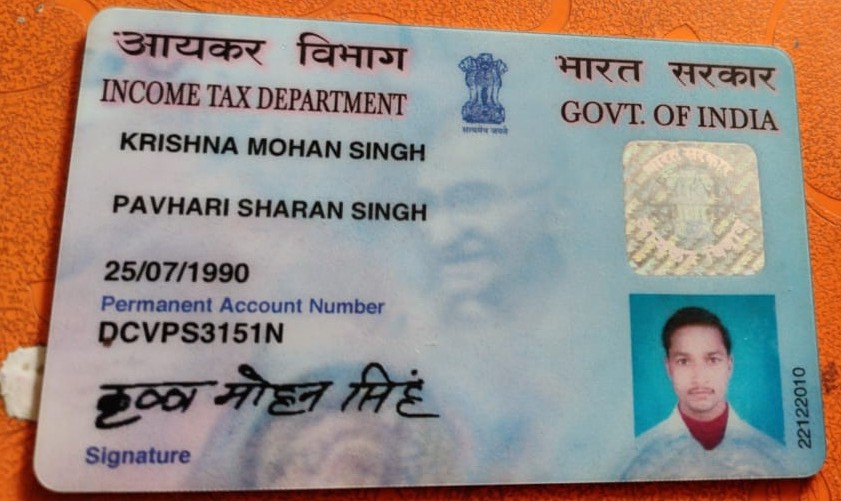 आयकर विभाग
INCOME TAX DEPARTMENT
भारत सरकार
GOVT. OF INDIA
सत्यमेव जयते
KRISHNA MOHAN SINGH
PAVHARI SHARAN SINGH
25/07/1990
Permanent Account Number
DCVPS3151N
मोहन सिंह
Signature
22122010